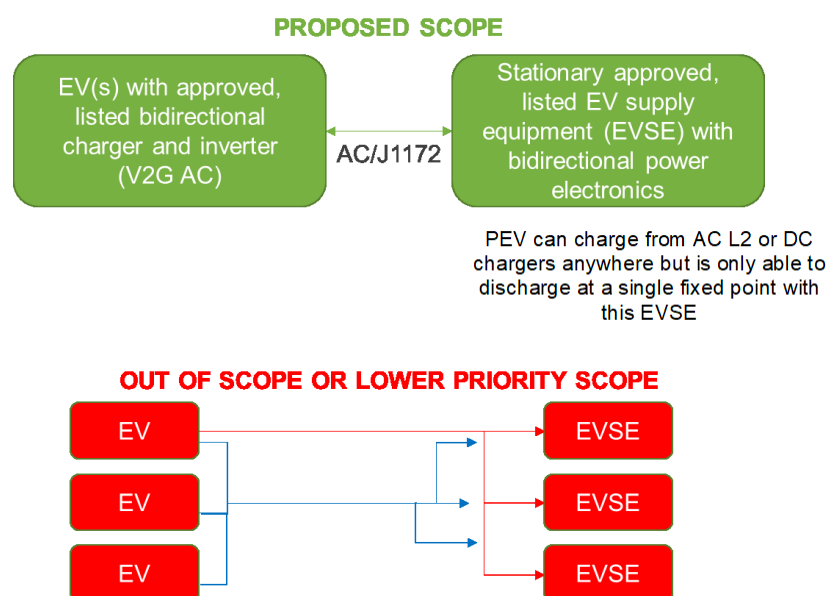 PROPOSED SCOPE
EV(s) with approved,
listed bidirectional
charger and inverter
(V2G AC)
AC/J1172
Stationary approved,
listed EV supply
equipment (EVSE) with
bidirectional power
electronics
PEV can charge from AC L2 or DC
chargers anywhere but is only able to
discharge at a single fixed point with
this EVSE
OUT OF SCOPE OR LOWER PRIORITY SCOPE
EV
EVSE
EV
EVSE
EV
EVSE